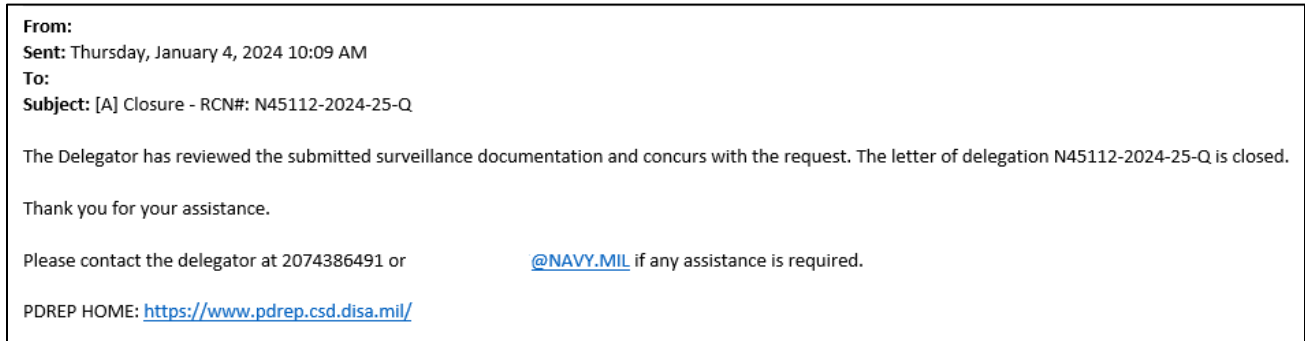 From:
Sent: Thursday, January 4, 2024 10:09 AM
To:
Subject: [A] Closure - RCN#: N45112-2024-25-Q
The Delegator has reviewed the submitted surveillance documentation and concurs with the request. The letter of delegation N45112-2024-25-Q is closed.
Thank you for your assistance.
Please contact the delegator at 2074386491 or @NAVY.MIL if any assistance is required.
PDREP HOME: https://www.pdrep.csd.disa.mil/